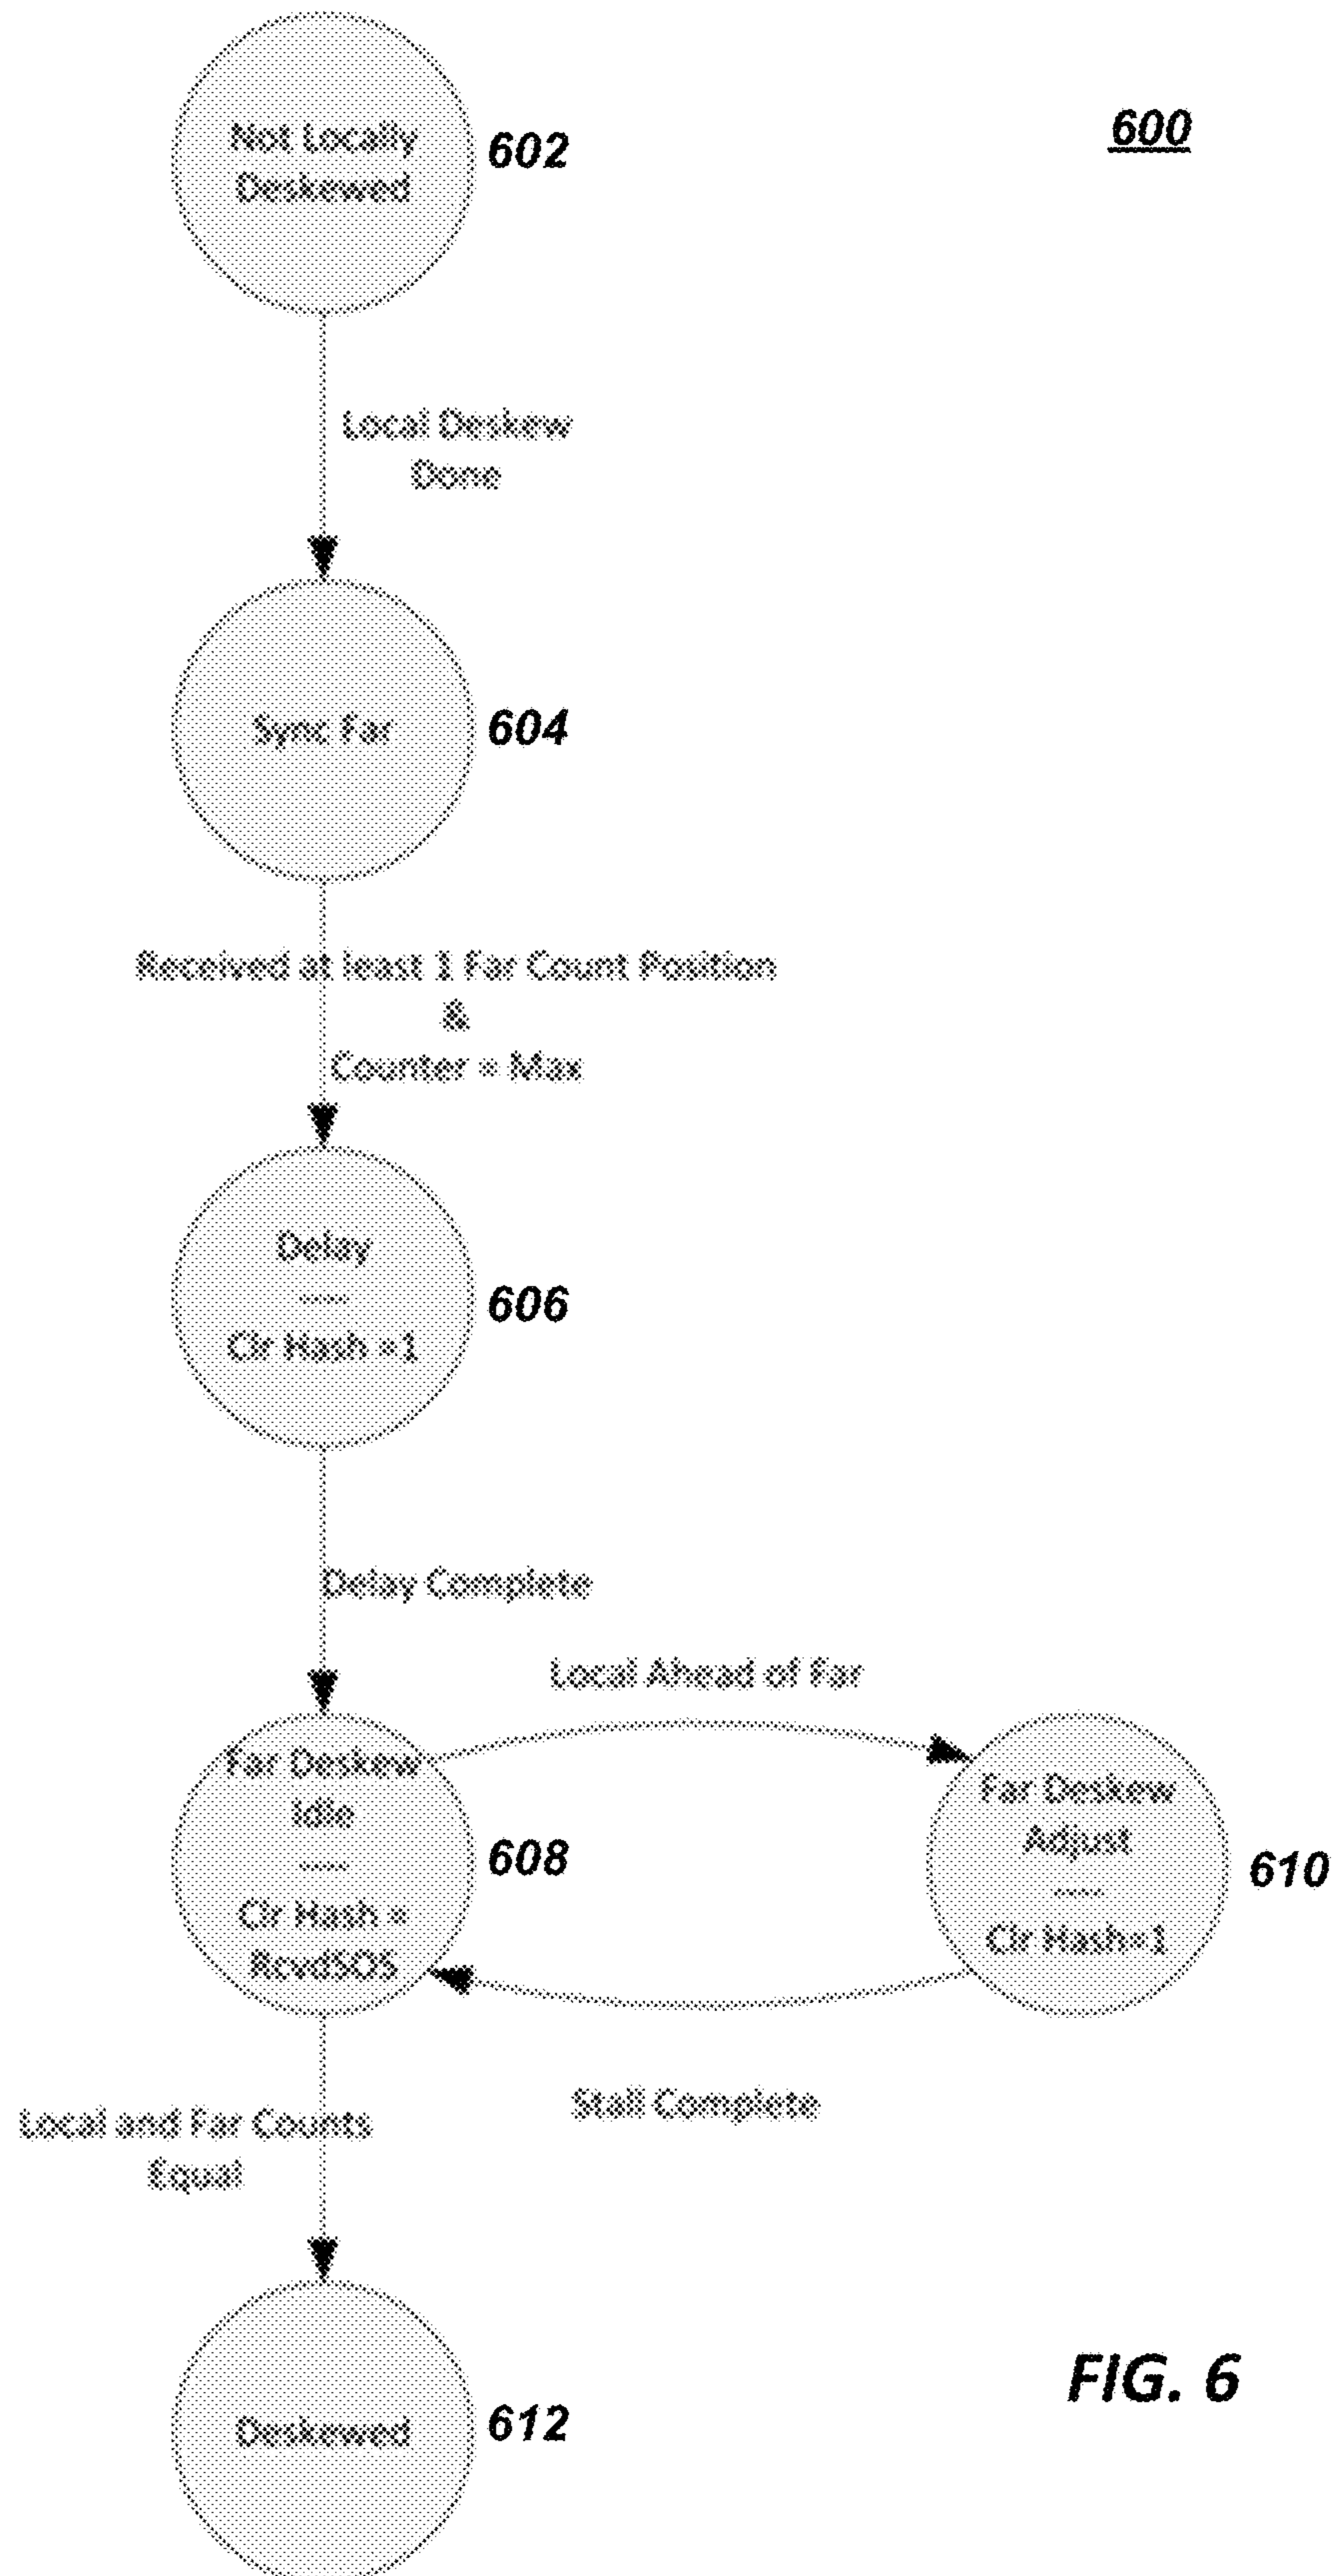 Not Locally
Deskewed
602
600
Local Deskew
Done
Sync Far
604
Received at least 1 Far Count Position
&
Counter = Max
Delay
-----
Clr Hash =1
606
Delay Complete
Local Ahead of Far
Far Deskew
Idle
-----
Clr Hash =
RcvdSOS
608
Far Deskew
Adjust
-----
Clr Hash=1
610
Stall Complete
Local and Far Counts
Equal
Deskewed
612
FIG. 6